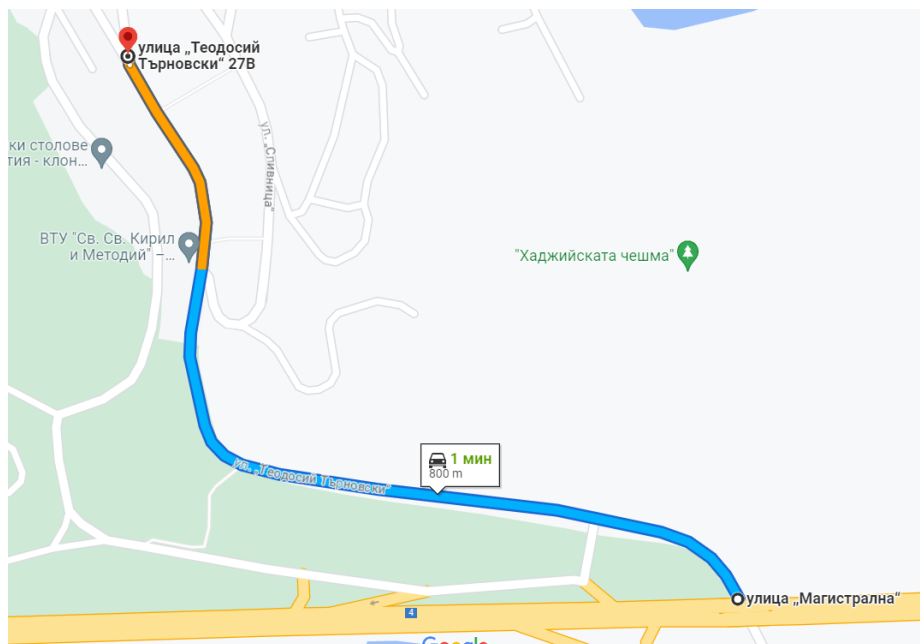 улица „Теодосий
Търновски“ 27В
ки столове
тия - клон...
ул. „Сливница“
ВТУ "Св. Св. Кирил
и Методий" –...
"Хаджийската чешма"
1 мин
800 m
ул. „Теодосий Търновски“
улица „Магистрална“
4
Google